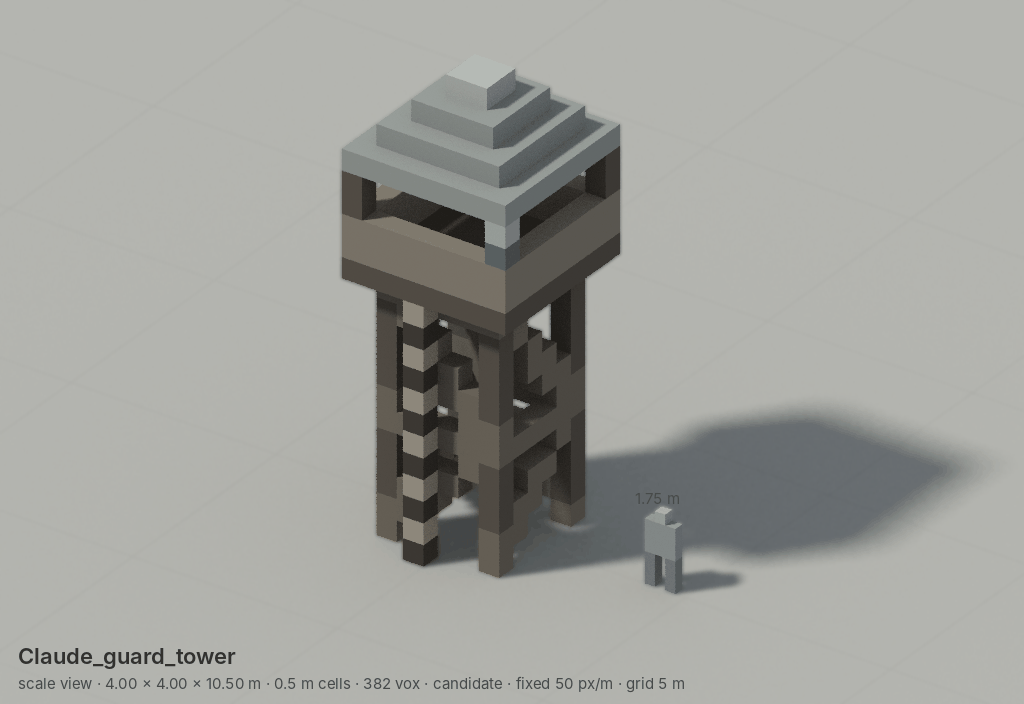 1.75 m
Claude_guard_tower
scale view · 4.00 × 4.00 × 10.50 m · 0.5 m cells · 382 vox · candidate · fixed 50 px/m · grid 5 m